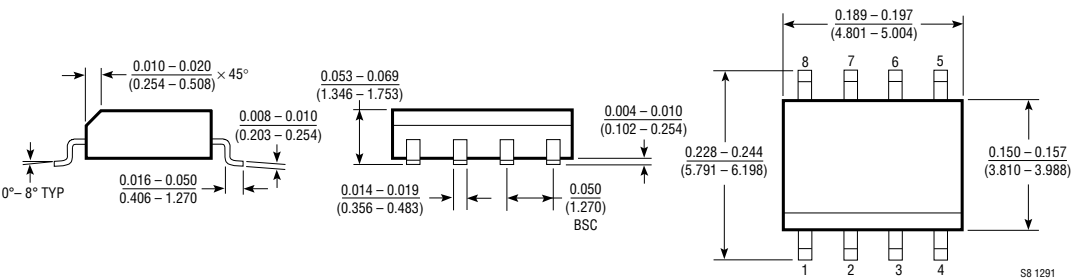 0.010 – 0.020
(0.254 – 0.508)
× 45°
0.008 – 0.010
(0.203 – 0.254)
0.016 – 0.050
0.406 – 1.270
0°– 8° TYP
0.053 – 0.069
(1.346 – 1.753)
0.004 – 0.010
(0.102 – 0.254)
0.014 – 0.019
(0.356 – 0.483)
0.050
(1.270)
BSC
0.189 – 0.197
(4.801 – 5.004)
8 7 6 5
0.228 – 0.244
(5.791 – 6.198)
0.150 – 0.157
(3.810 – 3.988)
1 2 3 4
S8 1291